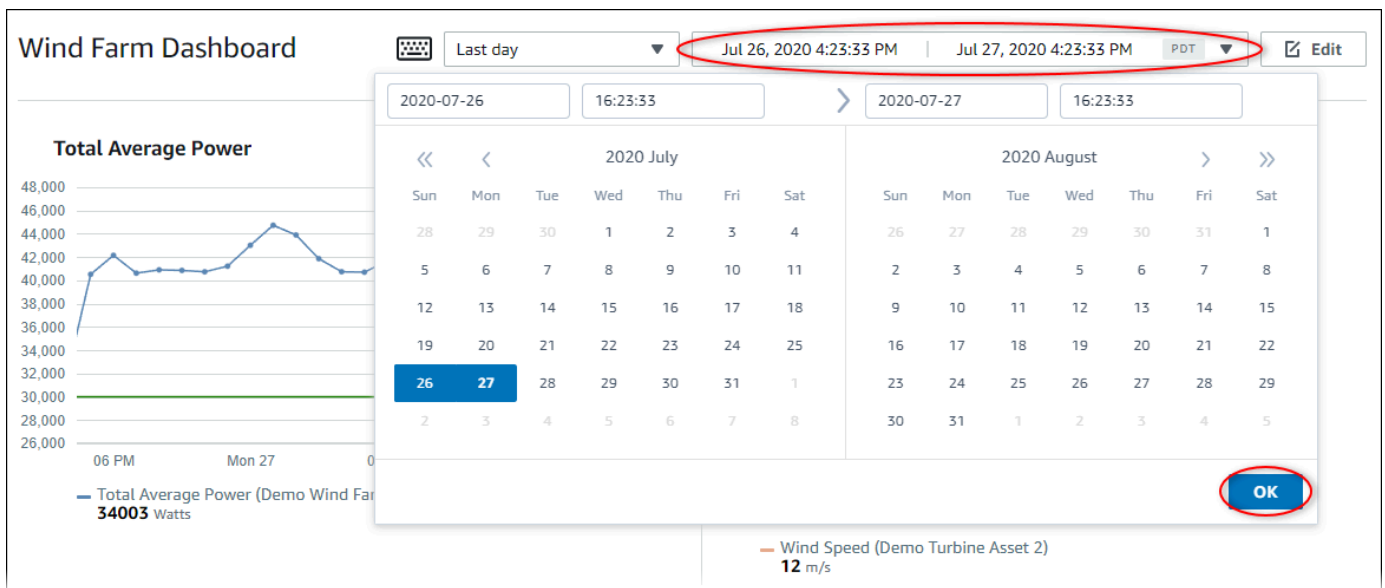 Wind Farm Dashboard
Last day
Jul 26, 2020 4:23:33 PM | Jul 27, 2020 4:23:33 PM PDT
Edit
2020-07-26 16:23:33 2020-07-27 16:23:33
Total Average Power
48,000
46,000
44,000
42,000
40,000
38,000
36,000
34,000
32,000
30,000
28,000
26,000
06 PM Mon 27 0
Total Average Power (Demo Wind Far
34003 Watts
2020 July
Sun Mon Tue Wed Thu Fri Sat
28 29 30 1 2 3 4
5 6 7 8 9 10 11
12 13 14 15 16 17 18
19 20 21 22 23 24 25
26 27 28 29 30 31 1
2 3 4 5 6 7 8
2020 August
Sun Mon Tue Wed Thu Fri Sat
26 27 28 29 30 31 1
2 3 4 5 6 7 8
9 10 11 12 13 14 15
16 17 18 19 20 21 22
23 24 25 26 27 28 29
30 31 1 2 3 4 5
OK
Wind Speed (Demo Turbine Asset 2)
12 m/s